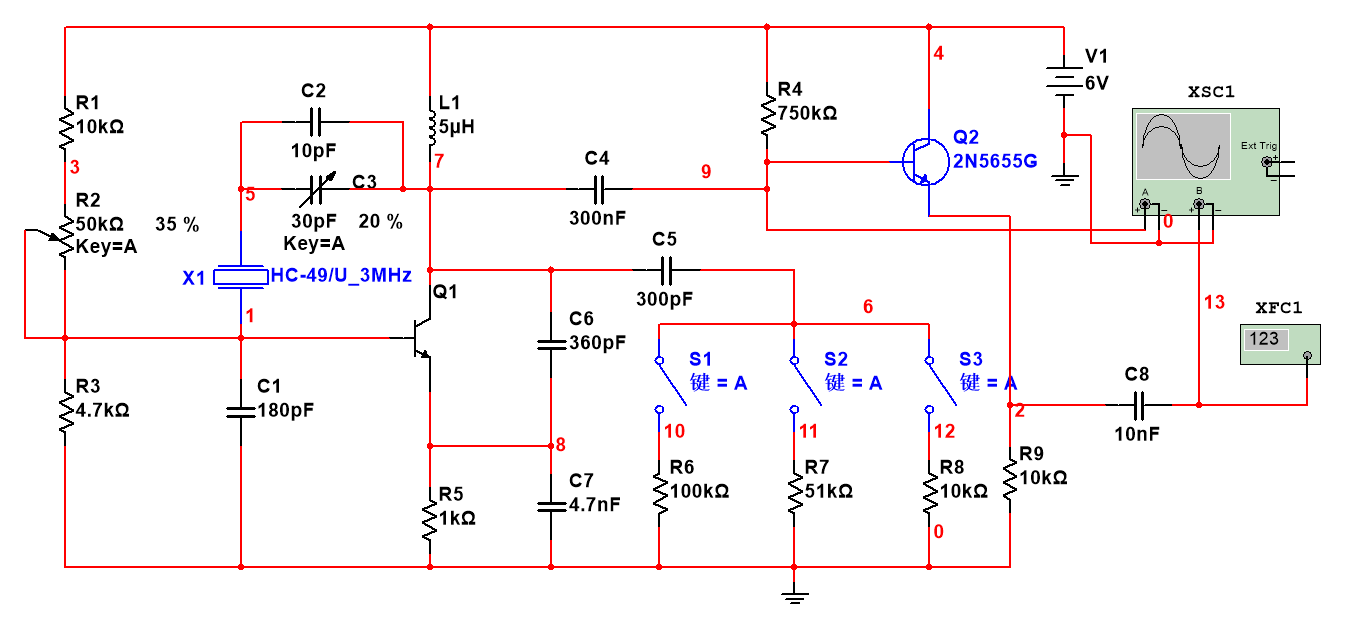 R1
10kΩ
3
R2
50kΩ
Key=A
35 %
C2
10pF
5
C3
30pF
20 %
Key=A
X1
HC-49/U_3MHz
1
L1
5µH
7
Q1
R3
4.7kΩ
C1
180pF
C4
300nF
9
C5
300pF
C6
360pF
8
R5
1kΩ
C7
4.7nF
R4
750kΩ
4
Q2
2N5655G
V1
6V
XSC1
Ext Trig
+
−
A
B
+
−
+
−
0
6
S1
键 = A
S2
键 = A
S3
键 = A
10
11
12
R6
100kΩ
R7
51kΩ
R8
10kΩ
0
2
R9
10kΩ
C8
10nF
13
XFC1
123